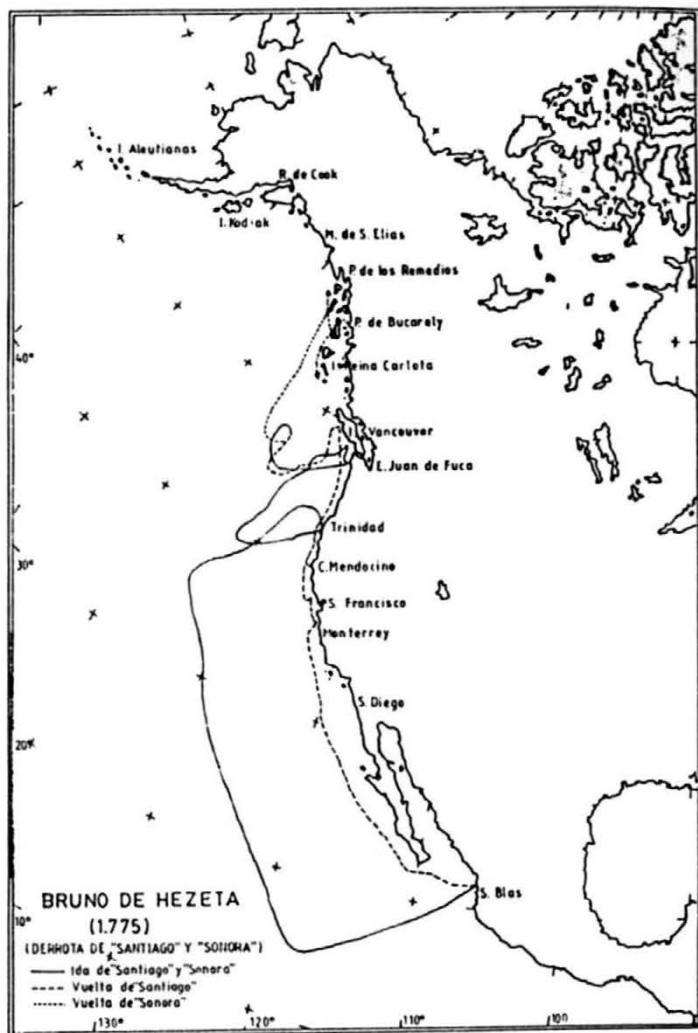 I. Aleutianas
R. de Cook
I. Kodiak
M. de S. Elias
P. de los Remedios
P. de Bucarely
I. Reina Carlota
40°
I. Vancouver
E. Juan de Fuca
Trinidad
30°
C. Mendocino
S. Francisco
Monterrey
S. Diego
20°
S. Blas
10°
BRUNO DE HEZETA
(1.775)
(DERROTA DE "SANTIAGO" Y "SONORA")
Ida de "Santiago" y "Sonora"
Vuelta de "Santiago"
Vuelta de "Sonora"
130° 120° 110° 100